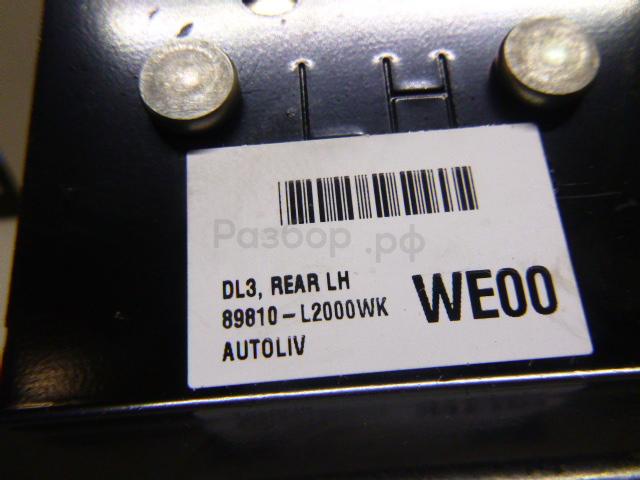 LH
Разбор.рф
DL3, REAR LH
89810-L2000WK
WE00
AUTOLIV